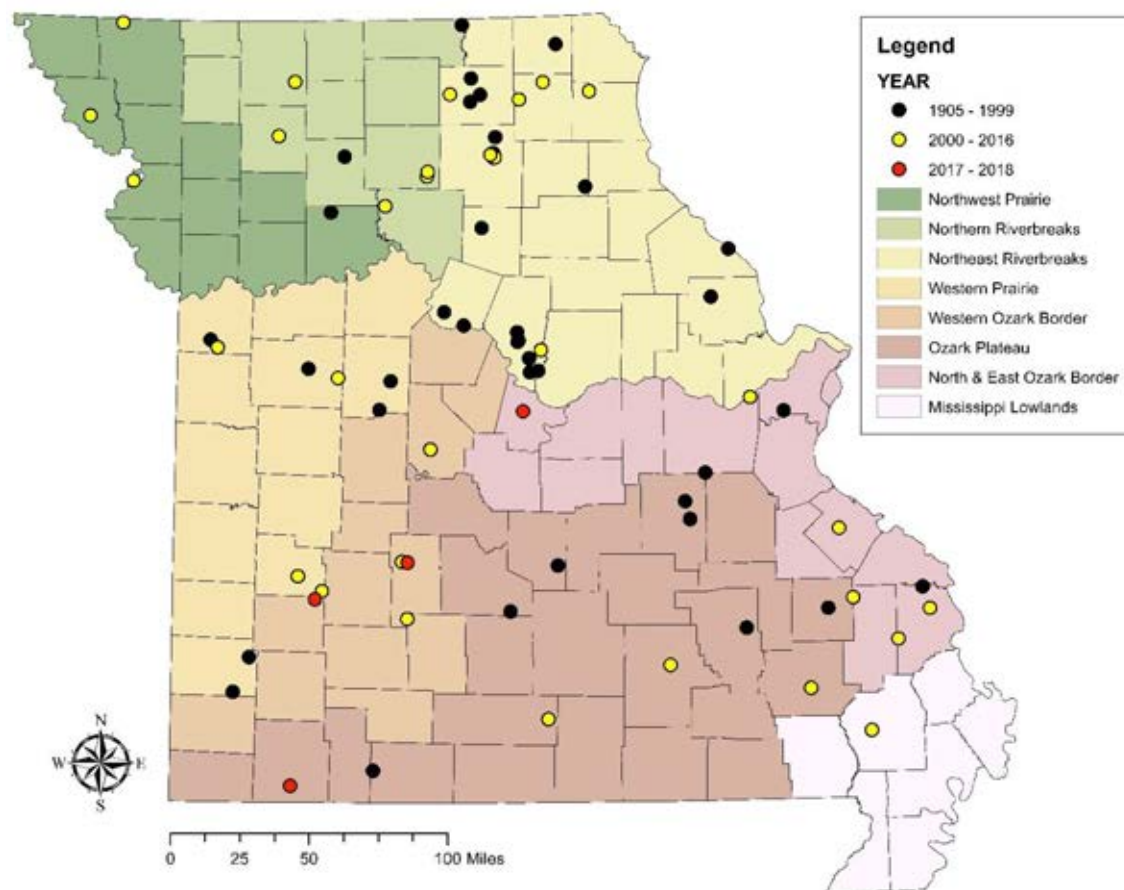 Legend
YEAR
1905 - 1999
2000 - 2016
2017 - 2018
Northwest Prairie
Northern Riverbreaks
Northeast Riverbreaks
Western Prairie
Western Ozark Border
Ozark Plateau
North & East Ozark Border
Mississippi Lowlands
N
W E
S
0 25 50 100 Miles